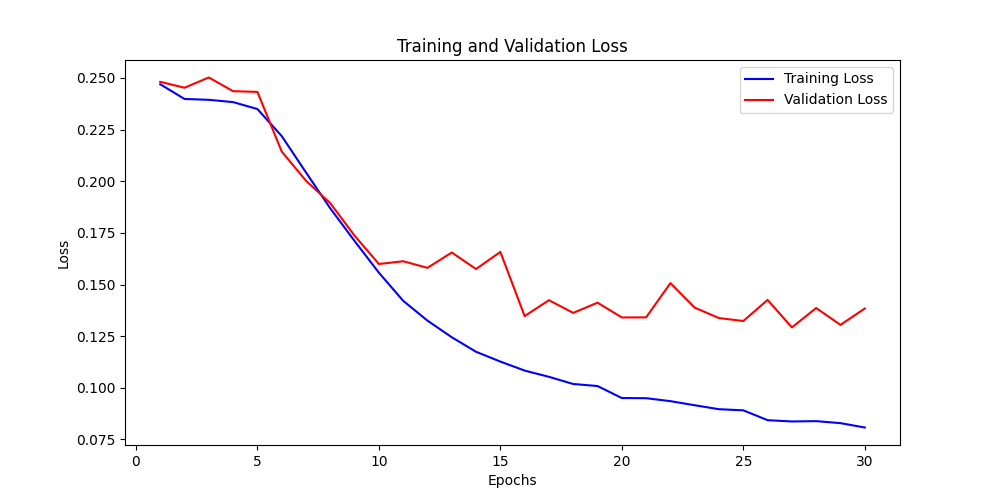 Training and Validation Loss
Training Loss
Validation Loss
0.250
0.225
0.200
0.175
0.150
0.125
0.100
0.075
Loss
0 5 10 15 20 25 30
Epochs